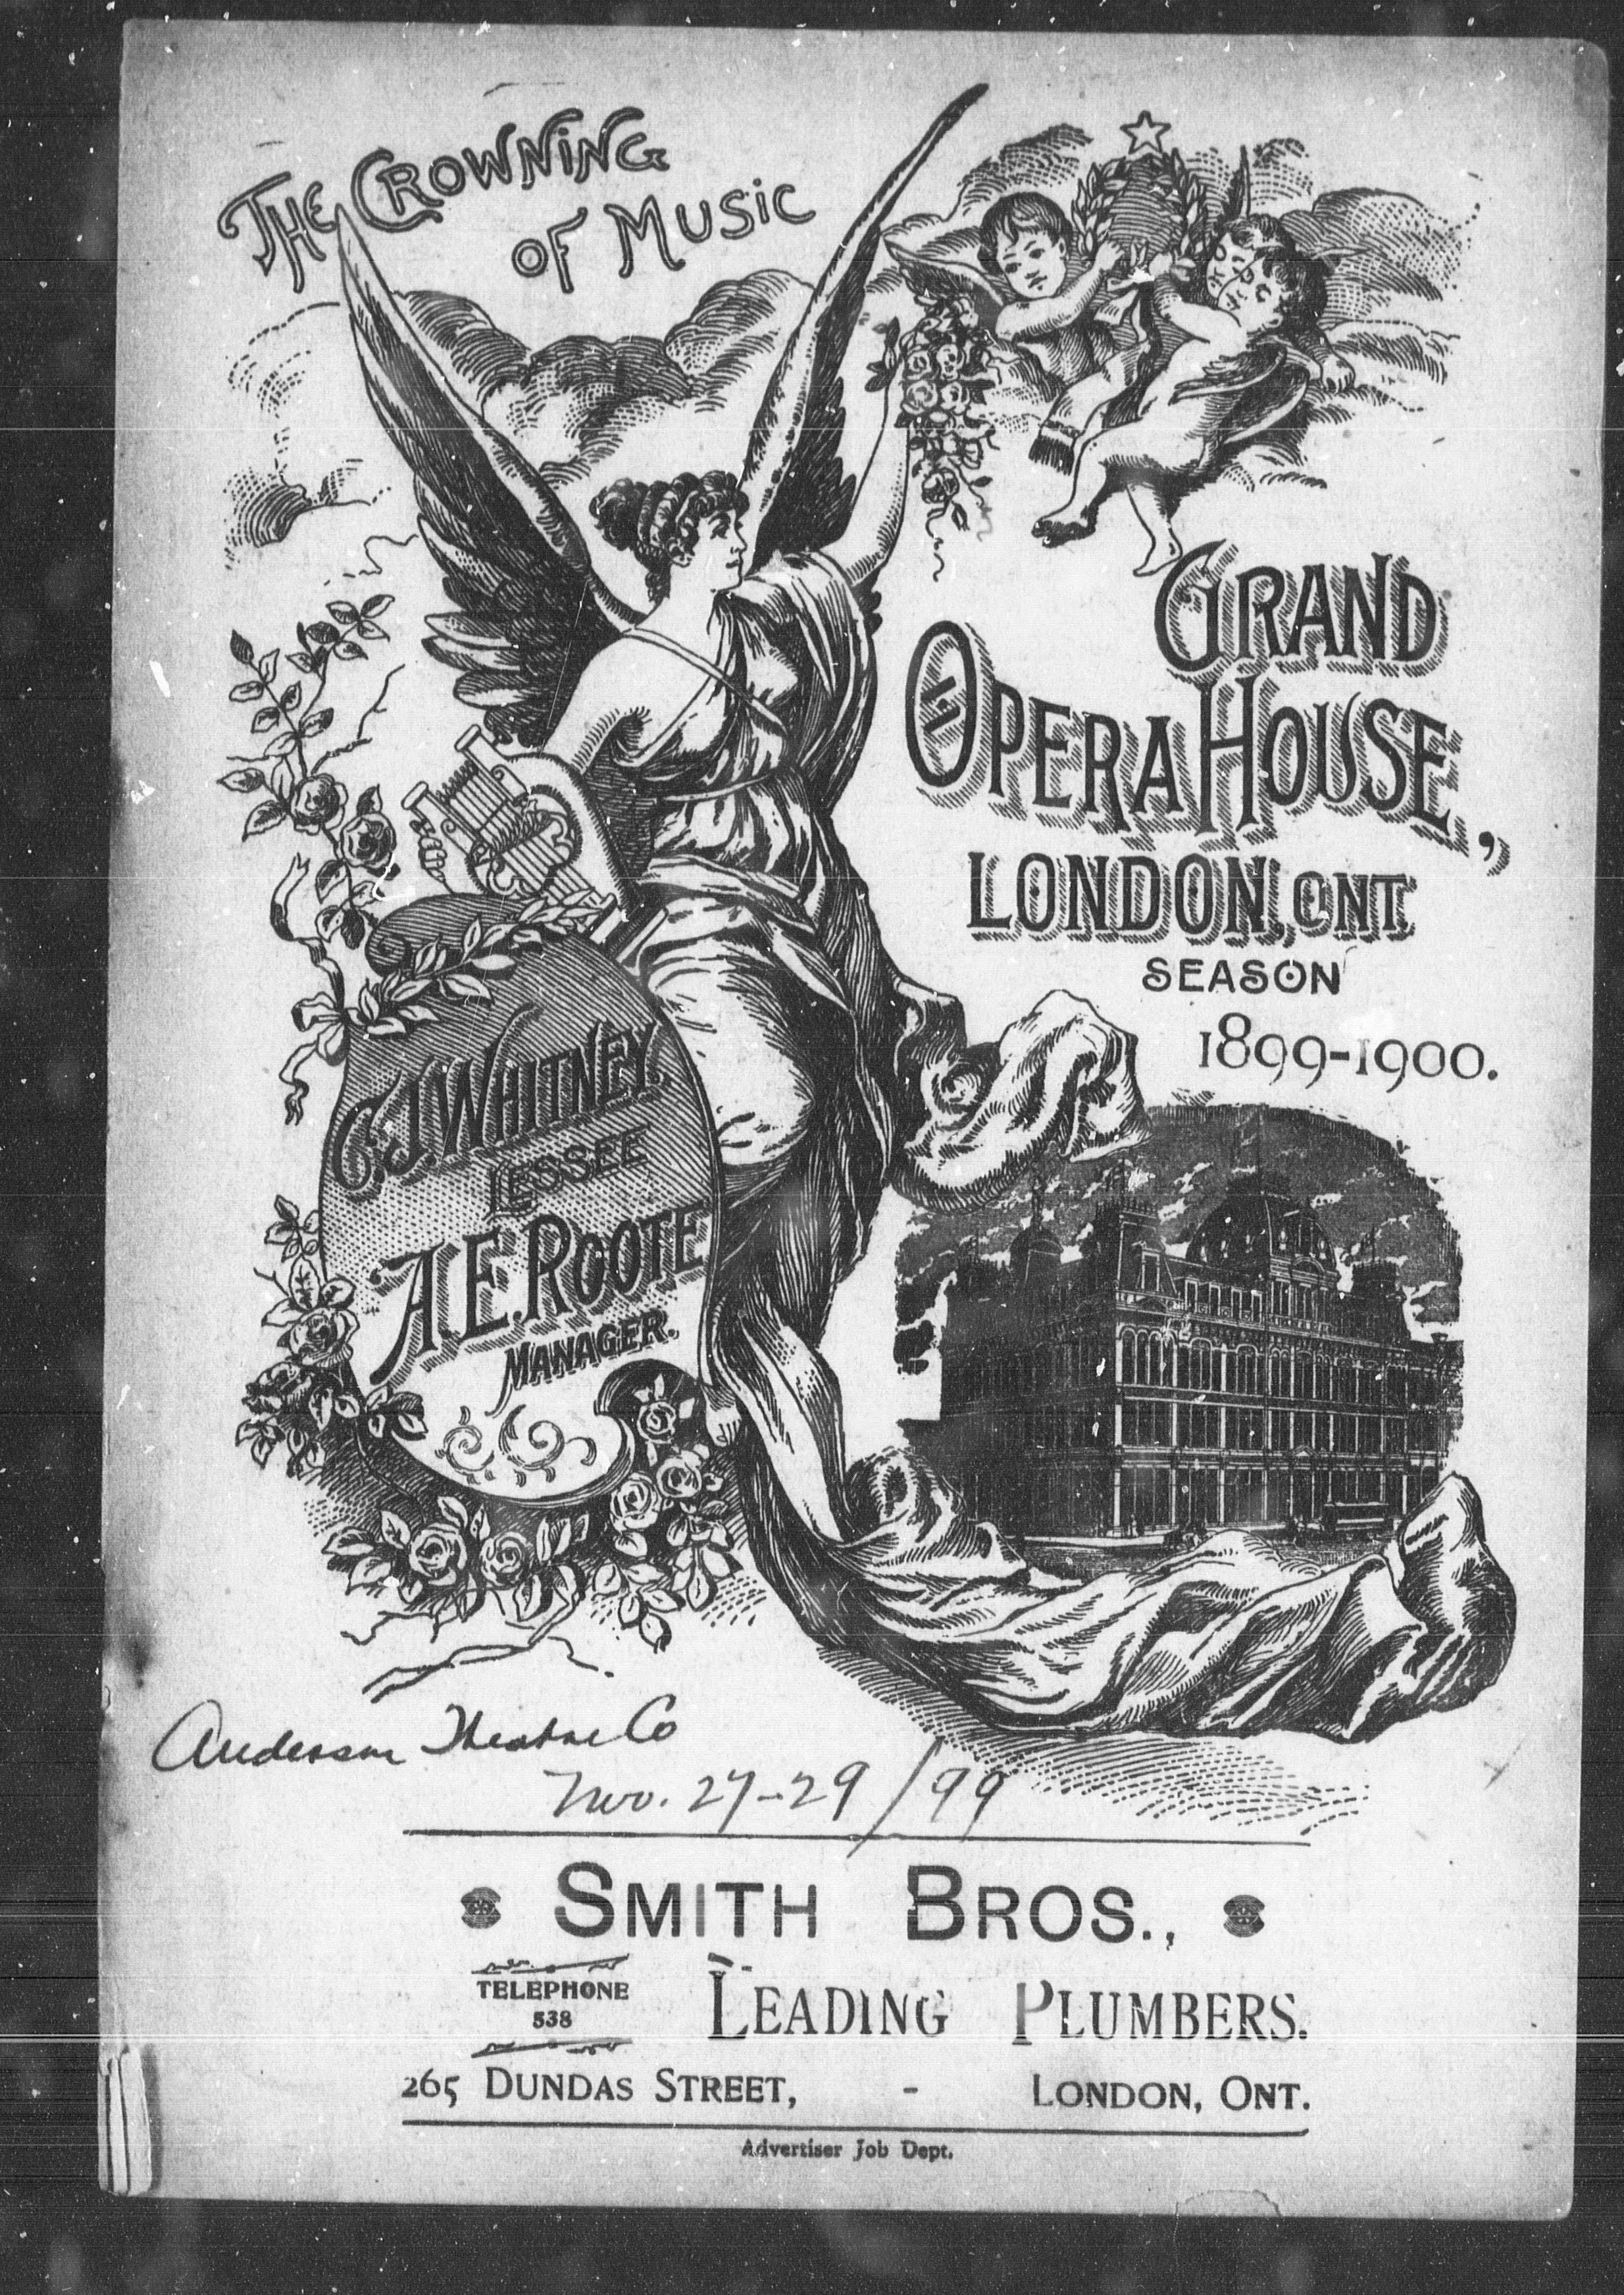 THE CROWNING
OF MUSIC
GRAND
OPERA HOUSE,
LONDON, ONT.
SEASON
1899-1900.
C.J. WHITNEY.
LESSEE
A.E. ROOTE
MANAGER.
Anderson Theatre Co
Nov. 27-29/99
SMITH BROS.,
TELEPHONE
538
LEADING PLUMBERS.
265 DUNDAS STREET, - LONDON, ONT.
Advertiser Job Dept.